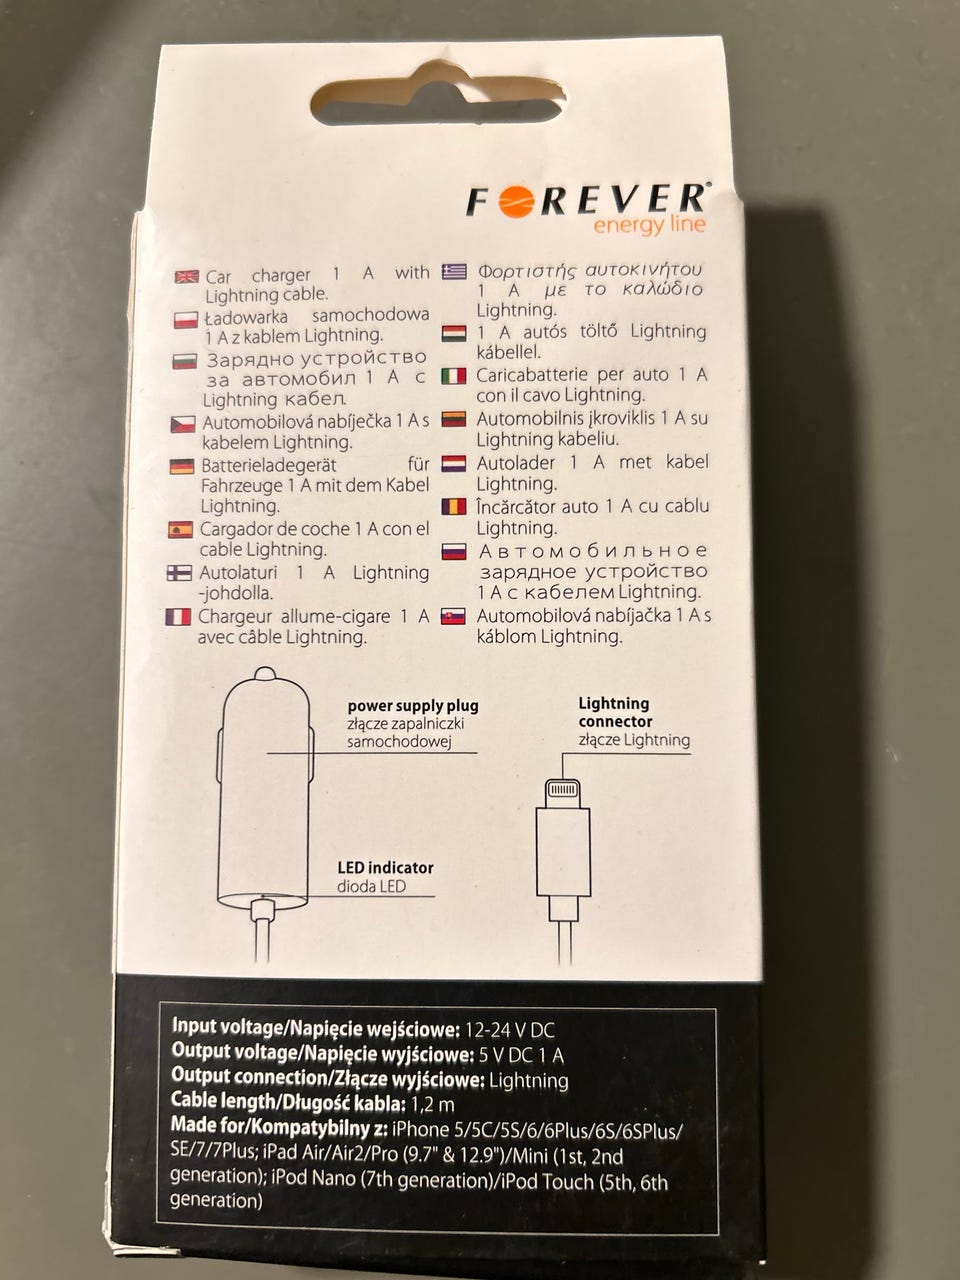 FOREVER®
energy line
Car charger 1 A with
Lightning cable.
Ładowarka samochodowa
1 A z kablem Lightning.
Зарядно устройство
за автомобил 1 А с
Lightning кабел.
Automobilová nabíječka 1 A s
kabelem Lightning.
Batterieladegerät für
Fahrzeuge 1 A mit dem Kabel
Lightning.
Cargador de coche 1 A con el
cable Lightning.
Autolaturi 1 A Lightning
-johdolla.
Chargeur allume-cigare 1 A
avec câble Lightning.
Φορτιστής αυτοκινήτου
1 Α με το καλώδιο
Lightning.
1 A autós töltő Lightning
kábellel.
Caricabatterie per auto 1 A
con il cavo Lightning.
Automobilnis įkroviklis 1 A su
Lightning kabeliu.
Autolader 1 A met kabel
Lightning.
Încărcător auto 1 A cu cablu
Lightning.
Автомобильное
зарядное устройство
1 А с кабелем Lightning.
Automobilová nabíjačka 1 A s
káblom Lightning.
power supply plug
złącze zapalniczki
samochodowej
Lightning
connector
złącze Lightning
LED indicator
dioda LED
Input voltage/Napięcie wejściowe: 12-24 V DC
Output voltage/Napięcie wyjściowe: 5 V DC 1 A
Output connection/Złącze wyjściowe: Lightning
Cable length/Długość kabla: 1,2 m
Made for/Kompatybilny z: iPhone 5/5C/5S/6/6Plus/6S/6SPlus/
SE/7/7Plus; iPad Air/Air2/Pro (9.7" & 12.9")/Mini (1st, 2nd
generation); iPod Nano (7th generation)/iPod Touch (5th, 6th
generation)